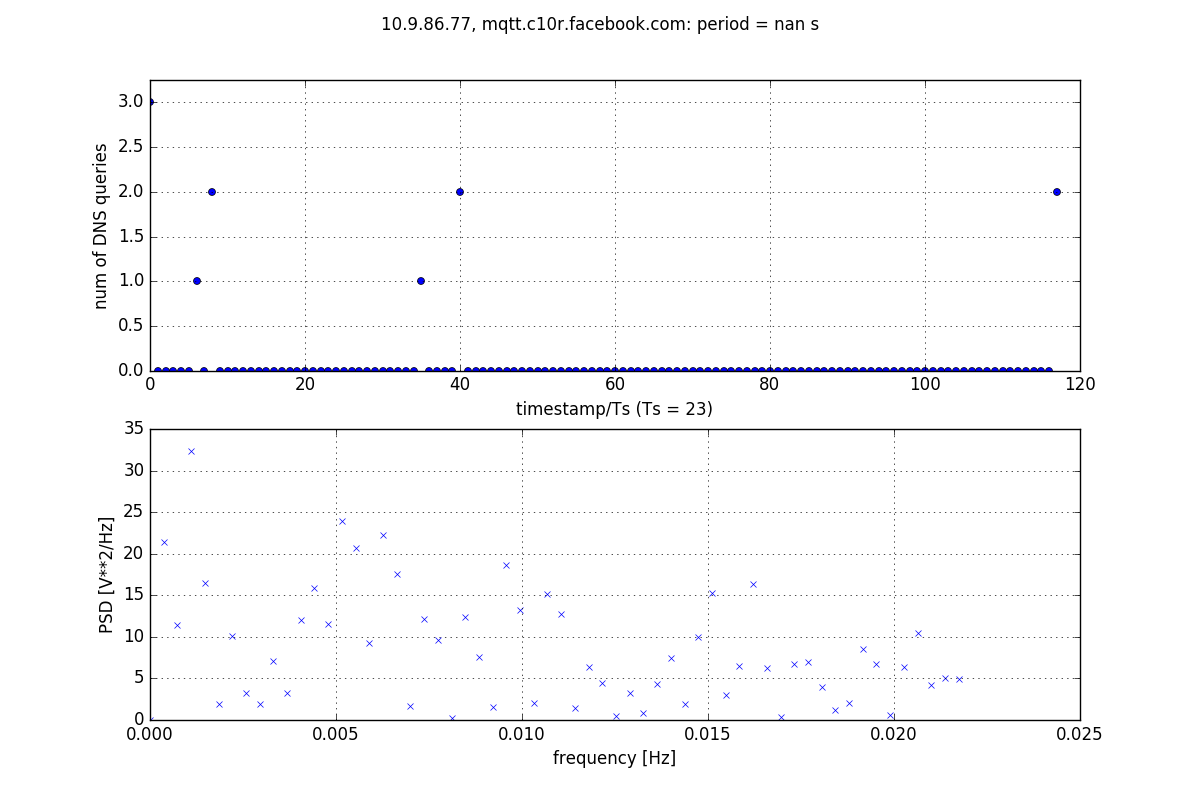 10.9.86.77, mqtt.c10r.facebook.com: period = nan s
3.0
2.5
2.0
1.5
1.0
0.5
0.0
num of DNS queries
0 20 40 60 80 100 120
timestamp/Ts (Ts = 23)
35
30
25
20
15
10
5
0
PSD [V**2/Hz]
0.000 0.005 0.010 0.015 0.020 0.025
frequency [Hz]